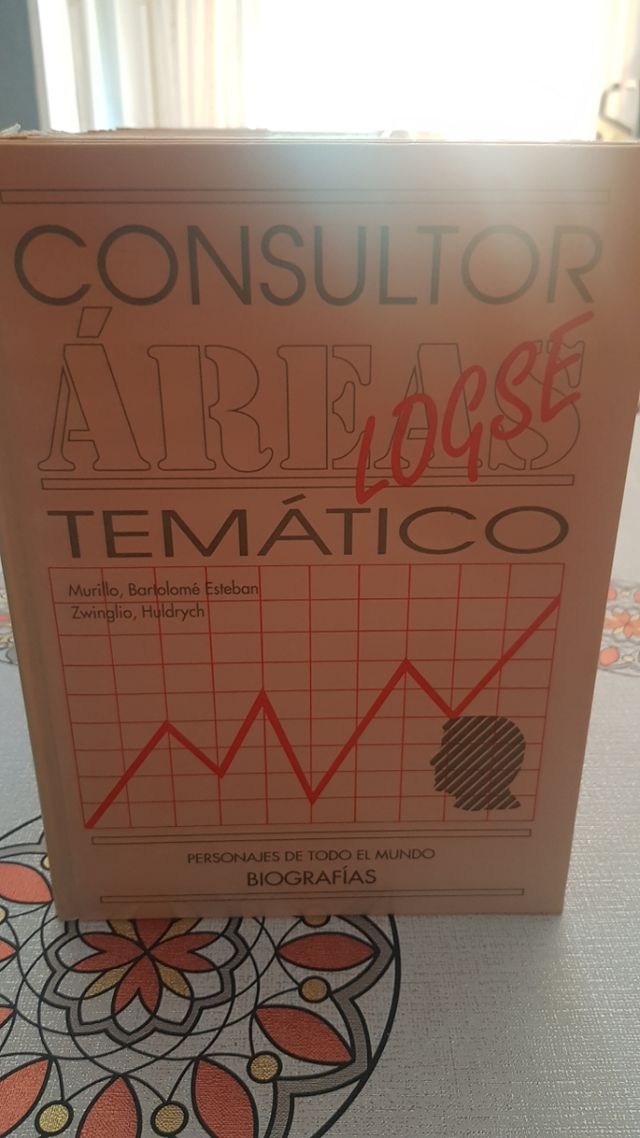 CONSULTOR
ÁREAS
LOGSE
TEMÁTICO
Murillo, Bartolomé Esteban
Zwinglio, Huldrych
PERSONAJES DE TODO EL MUNDO
BIOGRAFÍAS